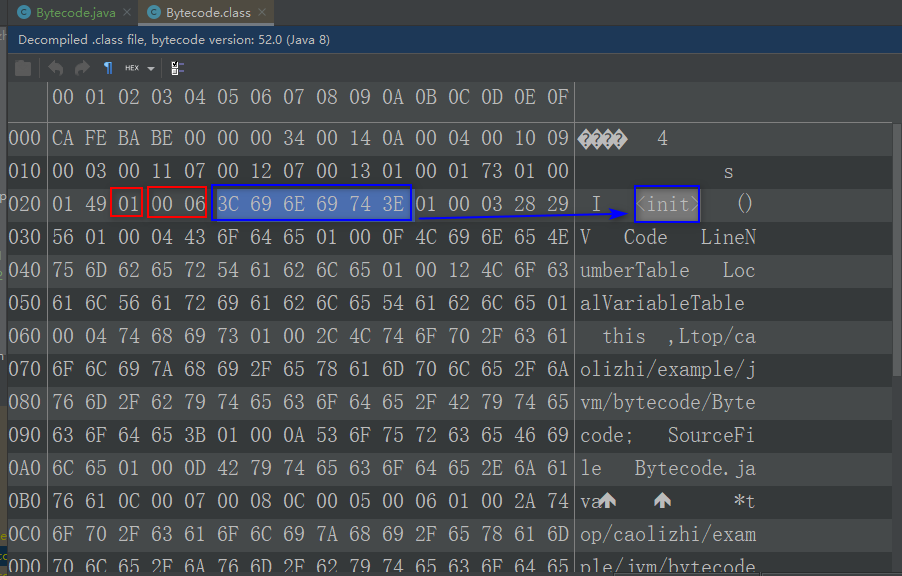 Bytecode.java × Bytecode.class ×
Decompiled .class file, bytecode version: 52.0 (Java 8)
HEX
00 01 02 03 04 05 06 07 08 09 0A 0B 0C 0D 0E 0F
000 CA FE BA BE 00 00 00 34 00 14 0A 00 04 00 10 09 ���� 4
010 00 03 00 11 07 00 12 07 00 13 01 00 01 73 01 00 s
020 01 49 01 00 06 3C 69 6E 69 74 3E 01 00 03 28 29 I <init> ()
030 56 01 00 04 43 6F 64 65 01 00 0F 4C 69 6E 65 4E V Code LineN
040 75 6D 62 65 72 54 61 62 6C 65 01 00 12 4C 6F 63 umberTable Loc
050 61 6C 56 61 72 69 61 62 6C 65 54 61 62 6C 65 01 alVariableTable
060 00 04 74 68 69 73 01 00 2C 4C 74 6F 70 2F 63 61 this ,Ltop/ca
070 6F 6C 69 7A 68 69 2F 65 78 61 6D 70 6C 65 2F 6A olizhi/example/j
080 76 6D 2F 62 79 74 65 63 6F 64 65 2F 42 79 74 65 vm/bytecode/Byte
090 63 6F 64 65 3B 01 00 0A 53 6F 75 72 63 65 46 69 code; SourceFi
0A0 6C 65 01 00 0D 42 79 74 65 63 6F 64 65 2E 6A 61 le Bytecode.ja
0B0 76 61 0C 00 07 00 08 0C 00 05 00 06 01 00 2A 74 va *t
0C0 6F 70 2F 63 61 6F 6C 69 7A 68 69 2F 65 78 61 6D op/caolizhi/exam
0D0 70 6C 65 2F 6A 76 6D 2F 62 79 74 65 63 6F 64 65 ple/jvm/bytecode